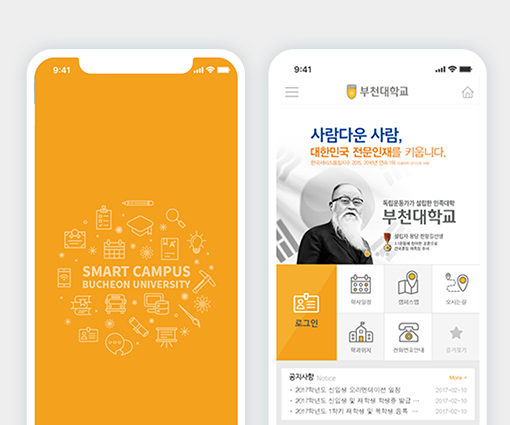 9:41
SMART CAMPUS
BUCHEON UNIVERSITY
9:41
부천대학교
사람다운 사람,
대한민국 전문인재를 키웁니다.
독립운동가가 설립한 민족대학
부천대학교
로그인
학사일정
캠퍼스맵
오시는길
학과위치
전화번호안내
즐겨찾기
공지사항 Notice
More +
2017학년도 신입생 오리엔테이션 일정
2017-02-10
2017학년도 신입생 및 재학생 학생증 발급 ···
2017-02-10
2017학년도 1학기 재학생 및 복학생 등록 ···
2017-02-10